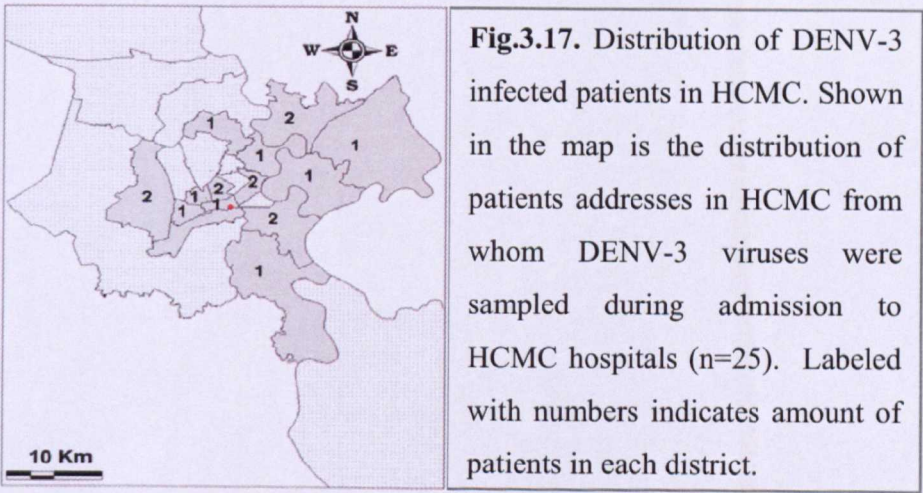 N
W E
S
2
1
1
1
1
2
1
2
2
1
1
2
1
10 Km
Fig.3.17. Distribution of DENV-3
infected patients in HCMC. Shown
in the map is the distribution of
patients addresses in HCMC from
whom DENV-3 viruses were
sampled during admission to
HCMC hospitals (n=25). Labeled
with numbers indicates amount of
patients in each district.